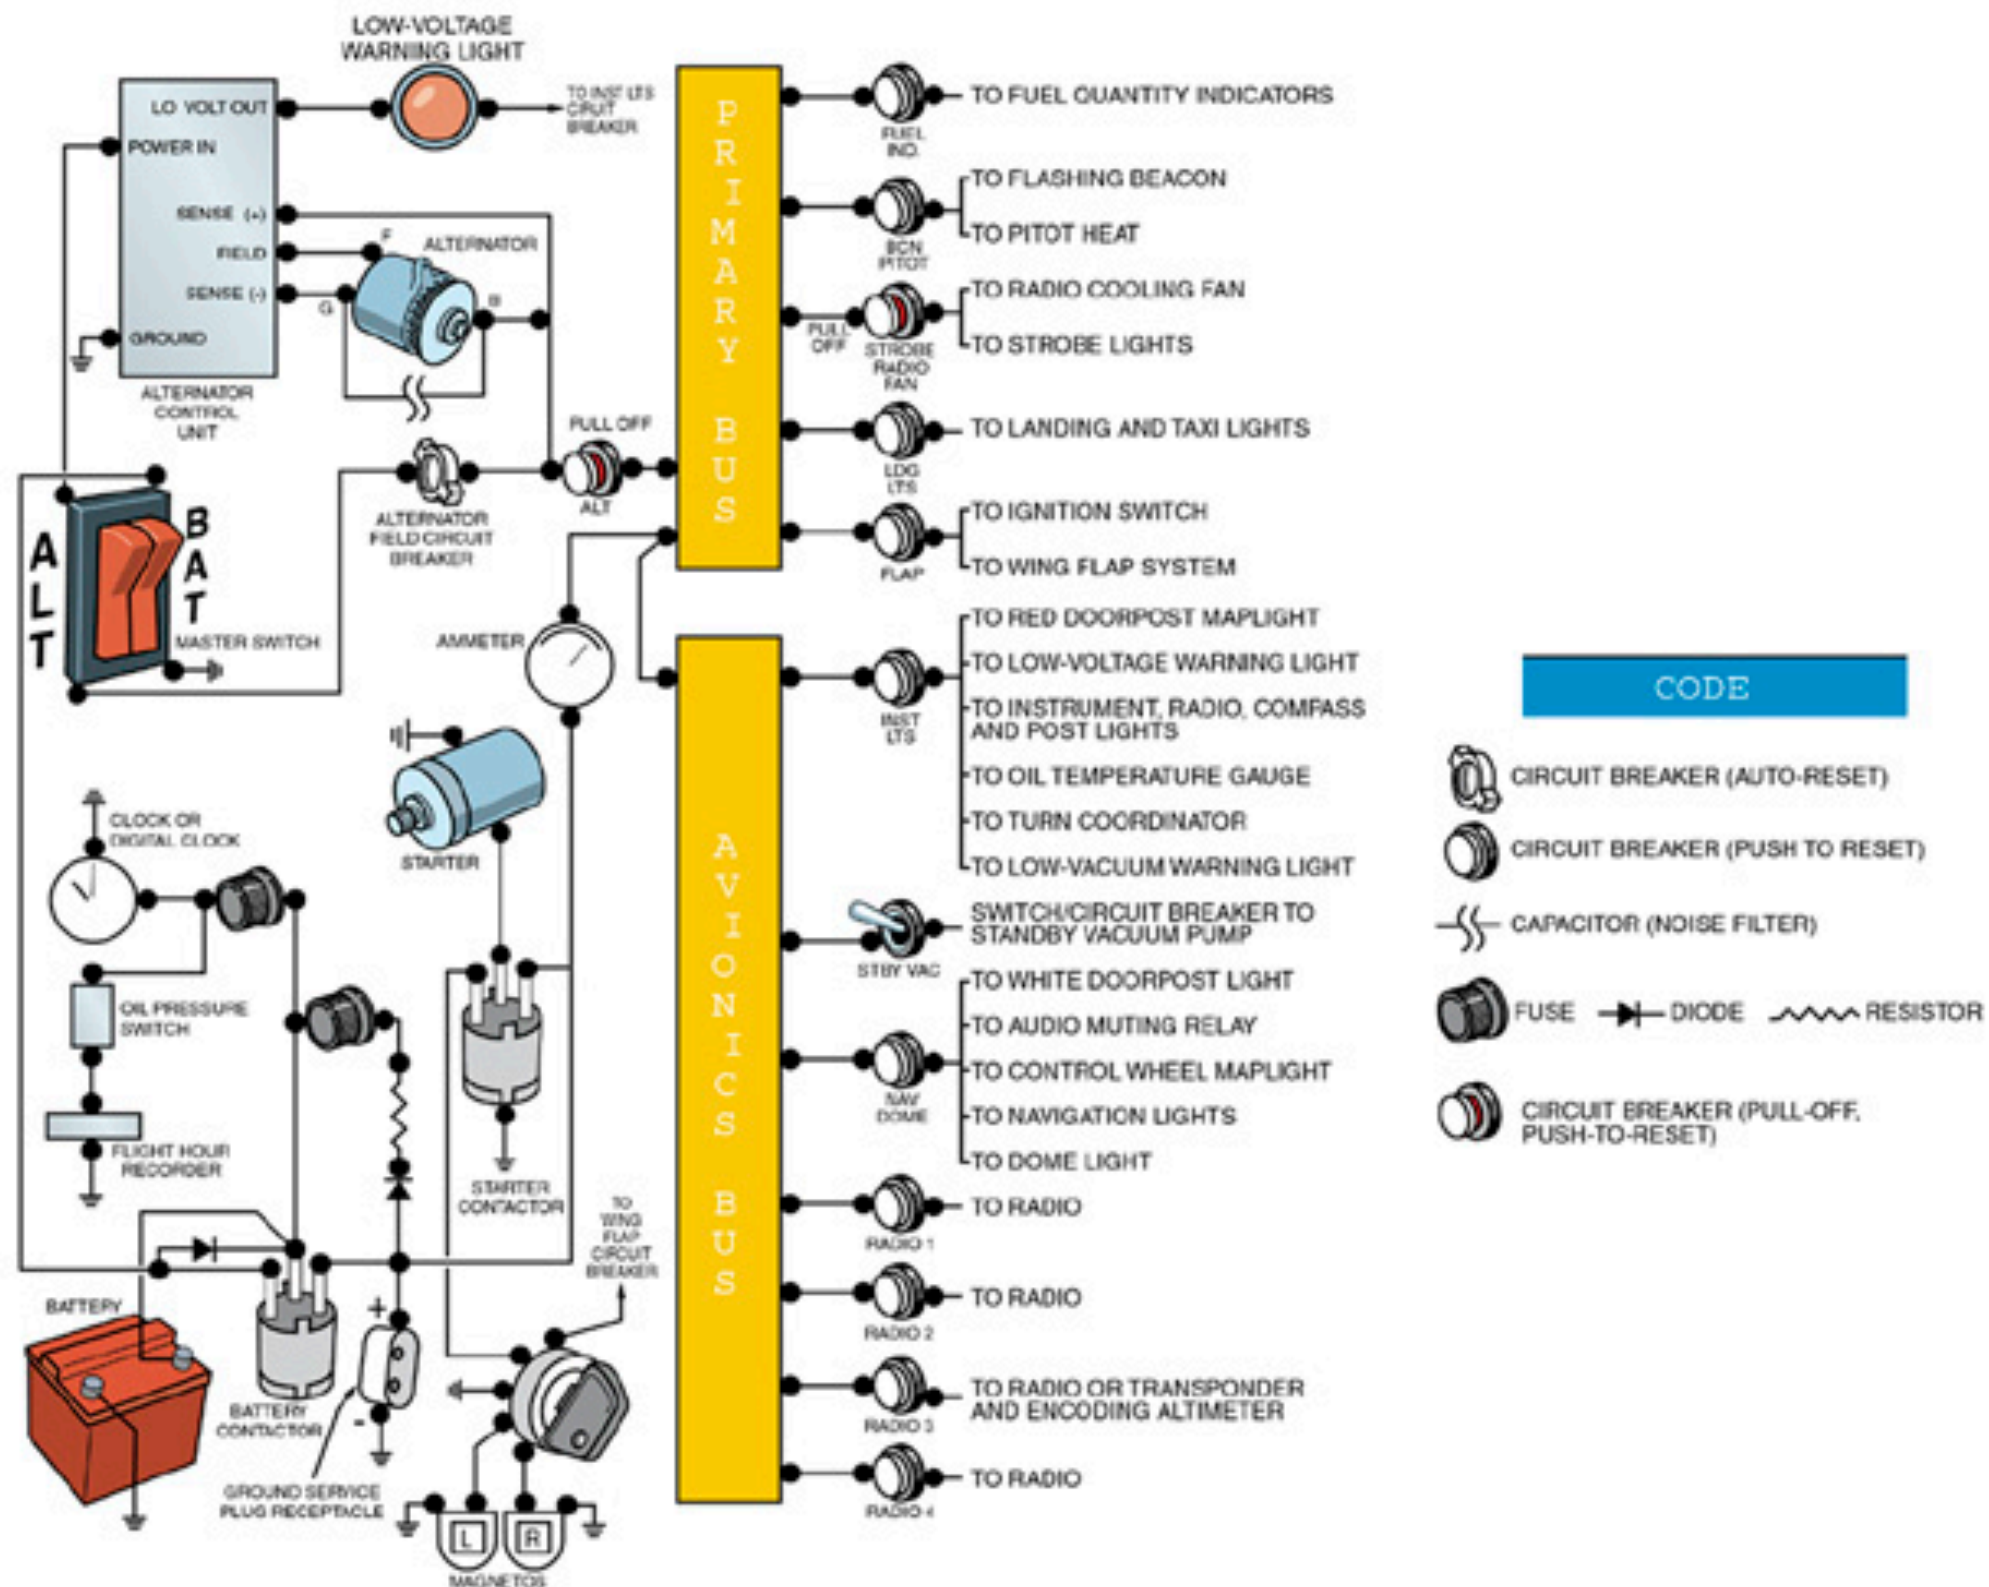 LOW-VOLTAGE
WARNING LIGHT
LO VOLT OUT
TO INST LTS
CIRUIT
BREAKER
POWER IN
SENSE (+)
FIELD
F
ALTERNATOR
SENSE (-)
G
B
GROUND
ALTERNATOR
CONTROL
UNIT
PULL OFF
ALT
ALTERNATOR
FIELD CIRCUIT
BREAKER
ALT
BAT
MASTER SWITCH
AMMETER
STARTER
CLOCK OR
DIGITAL CLOCK
OIL PRESSURE
SWITCH
FLIGHT HOUR
RECORDER
STARTER
CONTACTOR
TO
WING
FLAP
CIRCUIT
BREAKER
BATTERY
+
-
BATTERY
CONTACTOR
GROUND SERVICE
PLUG RECEPTACLE
L
R
MAGNETOS
PRIMARY BUS
FUEL
IND.
TO FUEL QUANTITY INDICATORS
BCN
PITOT
TO FLASHING BEACON
TO PITOT HEAT
PULL
OFF
STROBE
RADIO
FAN
TO RADIO COOLING FAN
TO STROBE LIGHTS
LDG
LTS
TO LANDING AND TAXI LIGHTS
FLAP
TO IGNITION SWITCH
TO WING FLAP SYSTEM
AVIONICS BUS
INST
LTS
TO RED DOORPOST MAPLIGHT
TO LOW-VOLTAGE WARNING LIGHT
TO INSTRUMENT, RADIO, COMPASS
AND POST LIGHTS
TO OIL TEMPERATURE GAUGE
TO TURN COORDINATOR
TO LOW-VACUUM WARNING LIGHT
STBY VAC
SWITCH/CIRCUIT BREAKER TO
STANDBY VACUUM PUMP
NAV
DOME
TO WHITE DOORPOST LIGHT
TO AUDIO MUTING RELAY
TO CONTROL WHEEL MAPLIGHT
TO NAVIGATION LIGHTS
TO DOME LIGHT
RADIO 1
TO RADIO
RADIO 2
TO RADIO
RADIO 3
TO RADIO OR TRANSPONDER
AND ENCODING ALTIMETER
RADIO 4
TO RADIO
CODE
CIRCUIT BREAKER (AUTO-RESET)
CIRCUIT BREAKER (PUSH TO RESET)
CAPACITOR (NOISE FILTER)
FUSE
DIODE
RESISTOR
CIRCUIT BREAKER (PULL-OFF,
PUSH-TO-RESET)